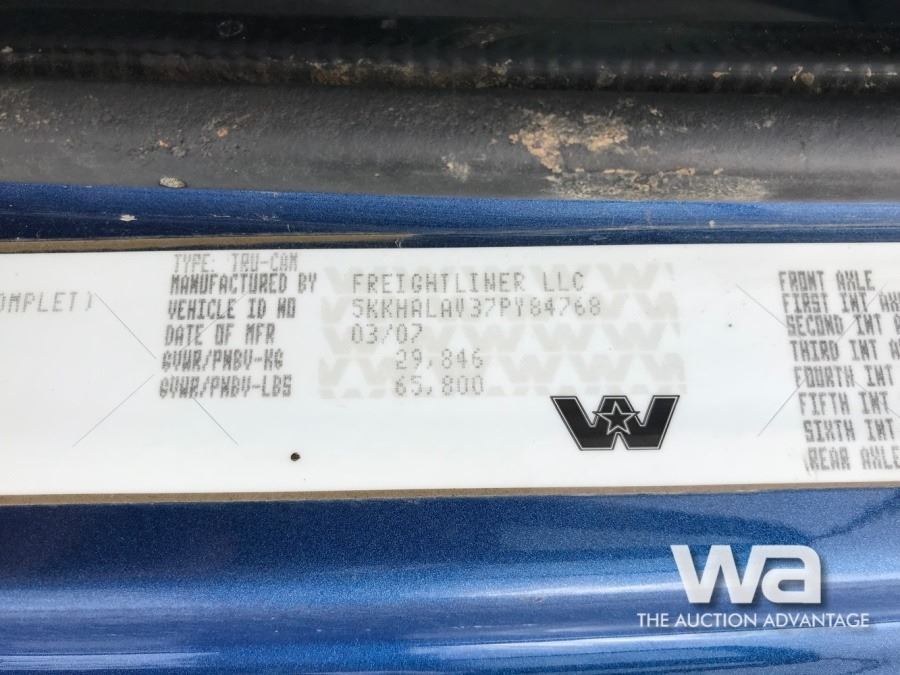 TYPE: TRU-CAM
MANUFACTURED BY FREIGHTLINER LLC
OMPLET)
VEHICLE ID NO 5KKHALAV37PY84768
DATE OF MFR 03/07
GVWR/PNBV-KG 29,846
GVWR/PNBV-LBS 65,800
FRONT AXLE
FIRST INT AX
SECOND INT A
THIRD INT A
FOURTH INT
FIFTH INT
SIXTH INT
(REAR AXLE
W
wa
THE AUCTION ADVANTAGE